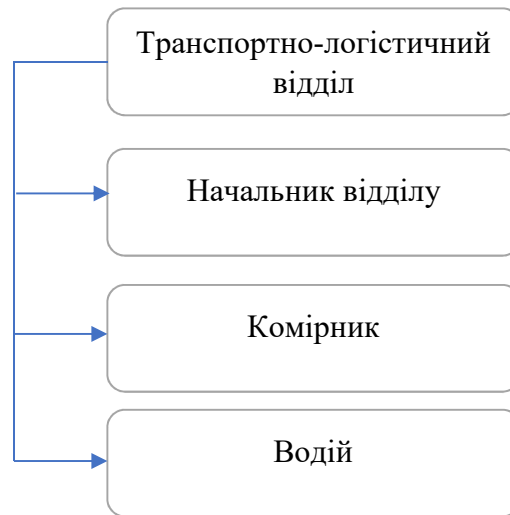 Транспортно-логістичний
відділ
Начальник відділу
Комірник
Водій